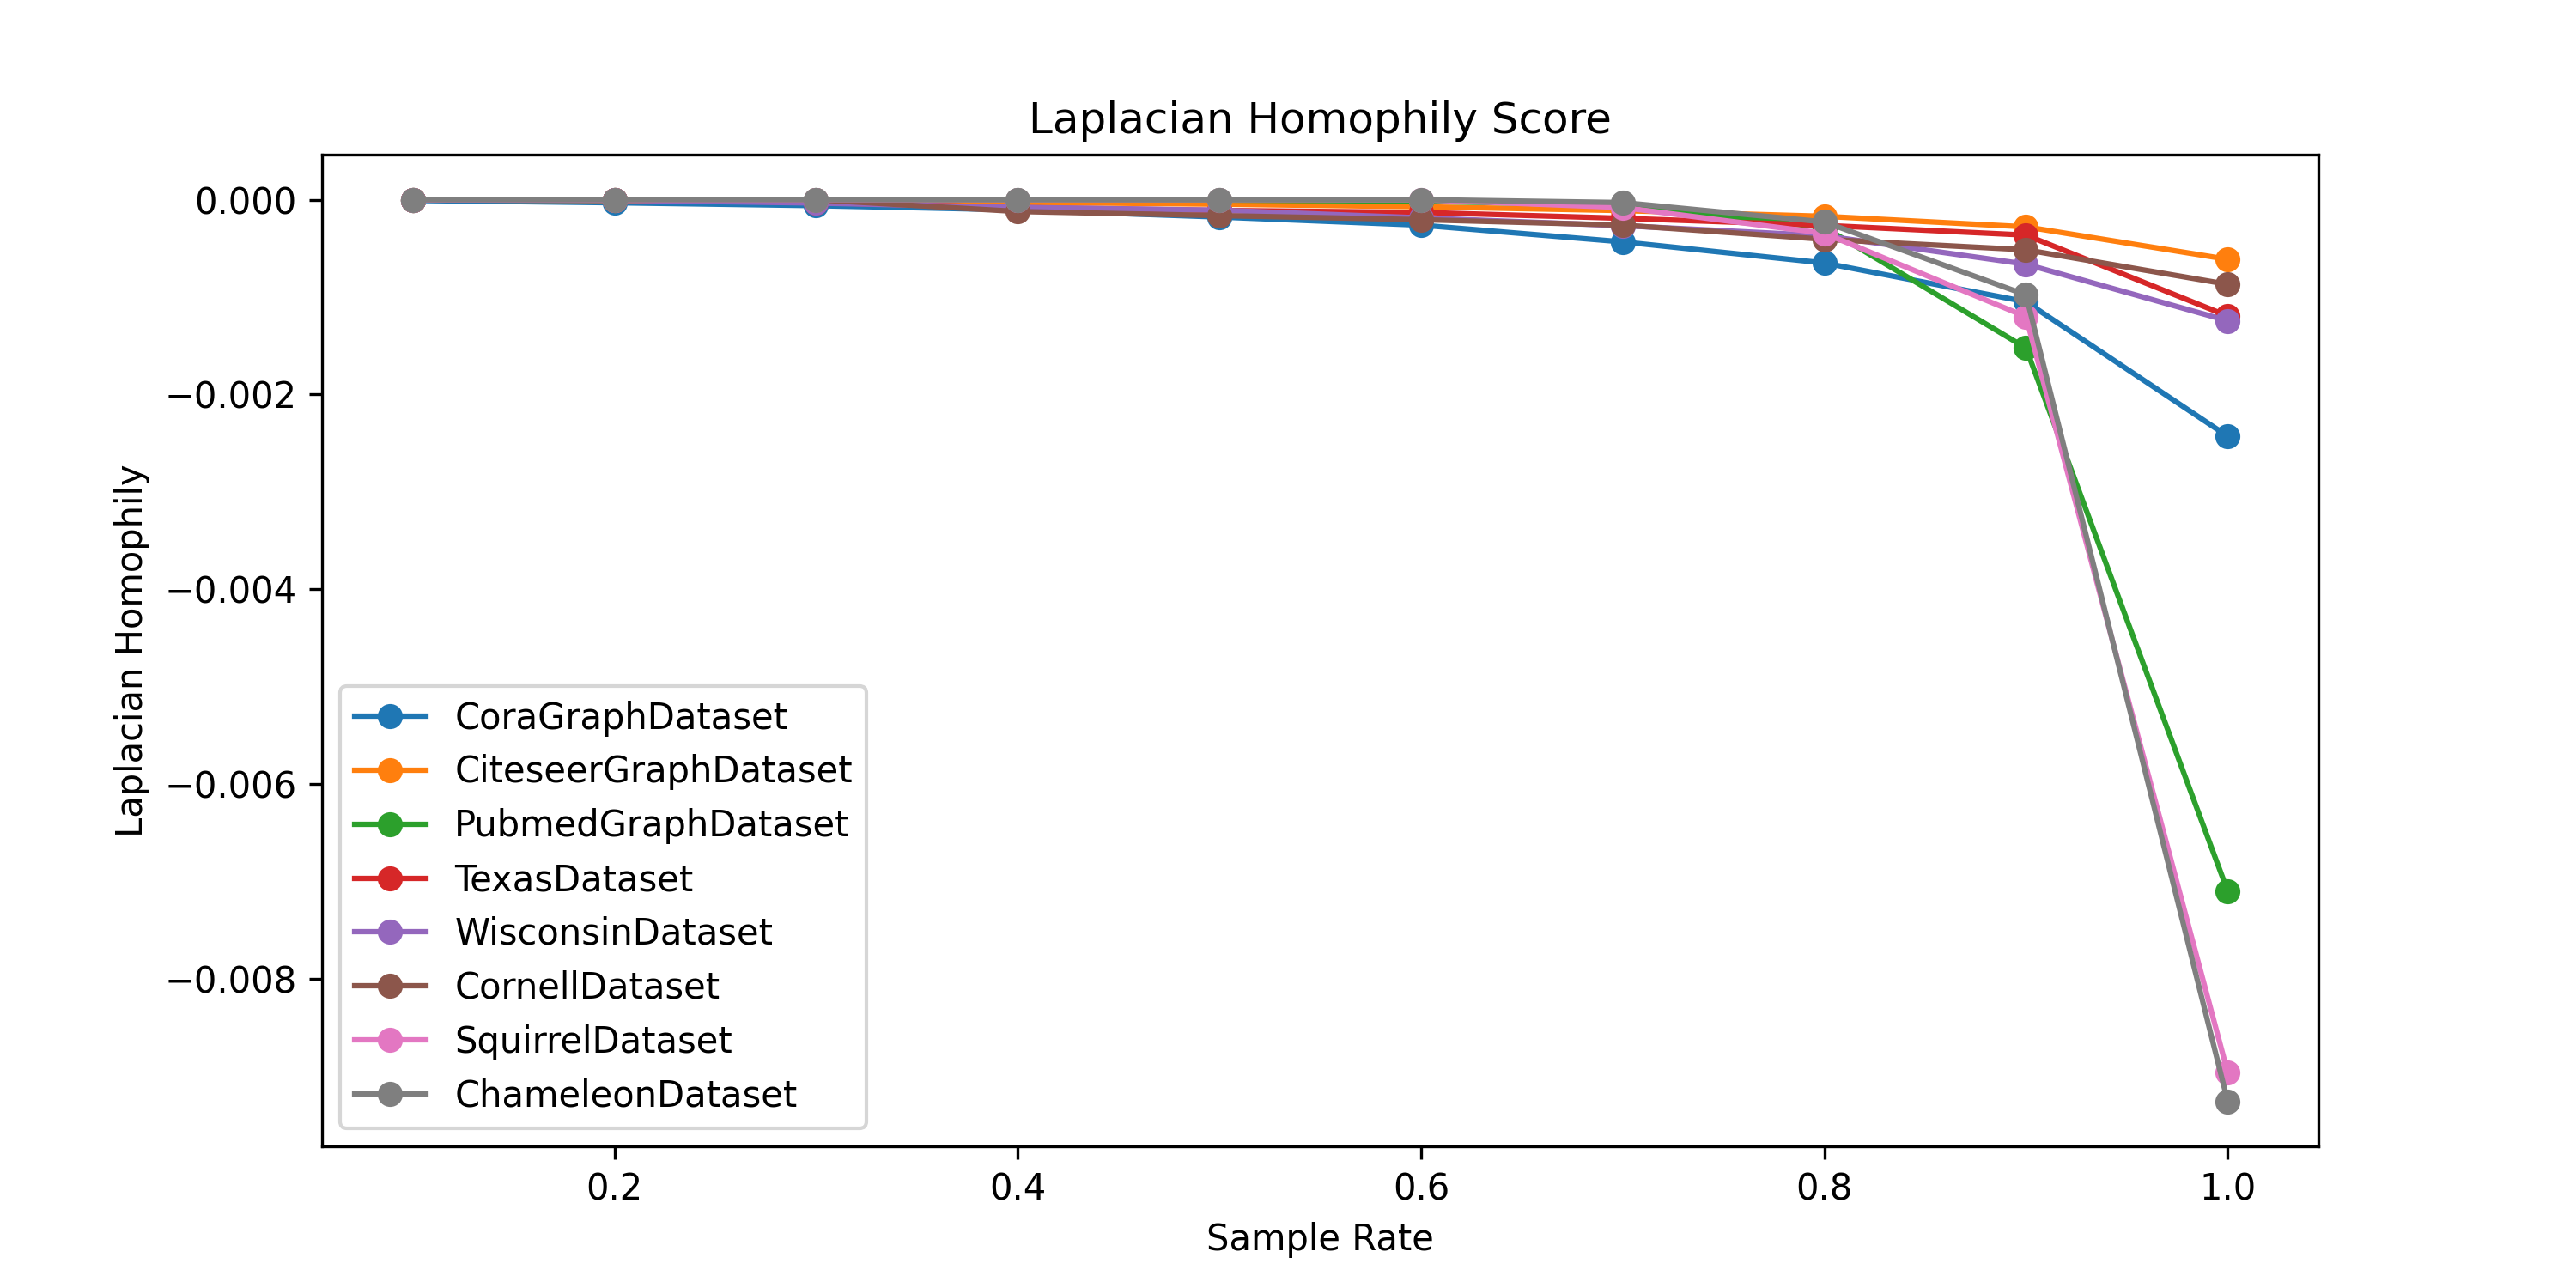 Laplacian Homophily Score
0.000
−0.002
−0.004
−0.006
−0.008
Laplacian Homophily
CoraGraphDataset
CiteseerGraphDataset
PubmedGraphDataset
TexasDataset
WisconsinDataset
CornellDataset
SquirrelDataset
ChameleonDataset
0.2 0.4 0.6 0.8 1.0
Sample Rate